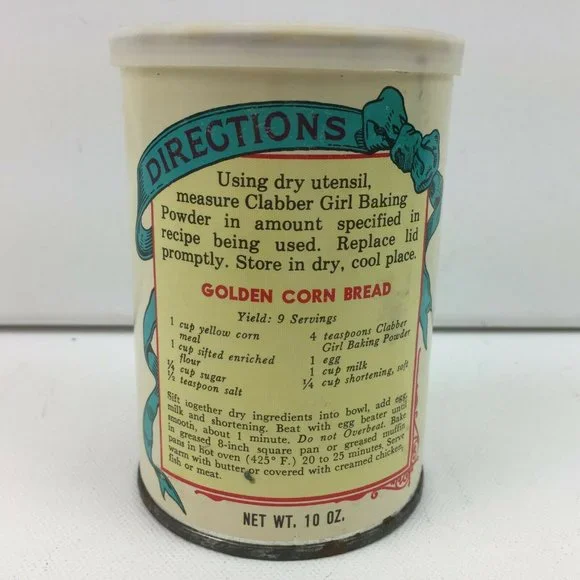 DIRECTIONS
Using dry utensil,
measure Clabber Girl Baking
Powder in amount specified in
recipe being used. Replace lid
promptly. Store in dry, cool place.
GOLDEN CORN BREAD
Yield: 9 Servings
1 cup yellow corn
meal
1 cup sifted enriched
flour
¼ cup sugar
½ teaspoon salt
4 teaspoons Clabber
Girl Baking Powder
1 egg
1 cup milk
¼ cup shortening, soft
Sift together dry ingredients into bowl, add egg,
milk and shortening. Beat with egg beater until
smooth, about 1 minute. Do not Overbeat. Bake
in greased 8-inch square pan or greased muffin
pans in hot oven (425° F.) 20 to 25 minutes. Serve
warm with butter or covered with creamed chicken,
fish or meat.
NET WT. 10 OZ.